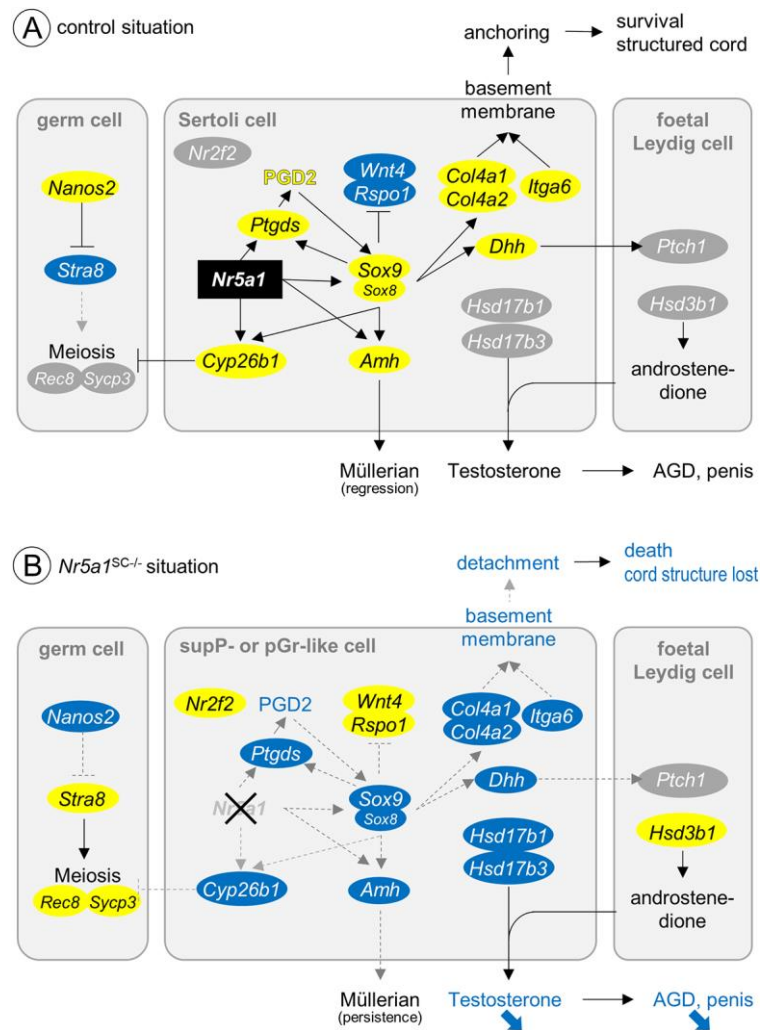 A control situation
anchoring
survival
structured cord
basement
membrane
germ cell
Sertoli cell
foetal
Leydig cell
Nr2f2
Nanos2
PGD2
Wnt4
Rspo1
Col4a1
Col4a2
Itga6
Ptgds
Stra8
Nr5a1
Sox9
Sox8
Dhh
Ptch1
Hsd17b1
Hsd17b3
Hsd3b1
Meiosis
Rec8
Sycp3
Cyp26b1
Amh
androstene-
dione
Müllerian
(regression)
Testosterone
AGD, penis
B Nr5a1SC-/- situation
detachment
death
cord structure lost
basement
membrane
germ cell
supP- or pGr-like cell
foetal
Leydig cell
Nr2f2
Nanos2
PGD2
Wnt4
Rspo1
Col4a1
Col4a2
Itga6
Ptgds
Stra8
Nr5a1
Sox9
Sox8
Dhh
Ptch1
Hsd17b1
Hsd17b3
Hsd3b1
Meiosis
Rec8
Sycp3
Cyp26b1
Amh
androstene-
dione
Müllerian
(persistence)
Testosterone
AGD, penis